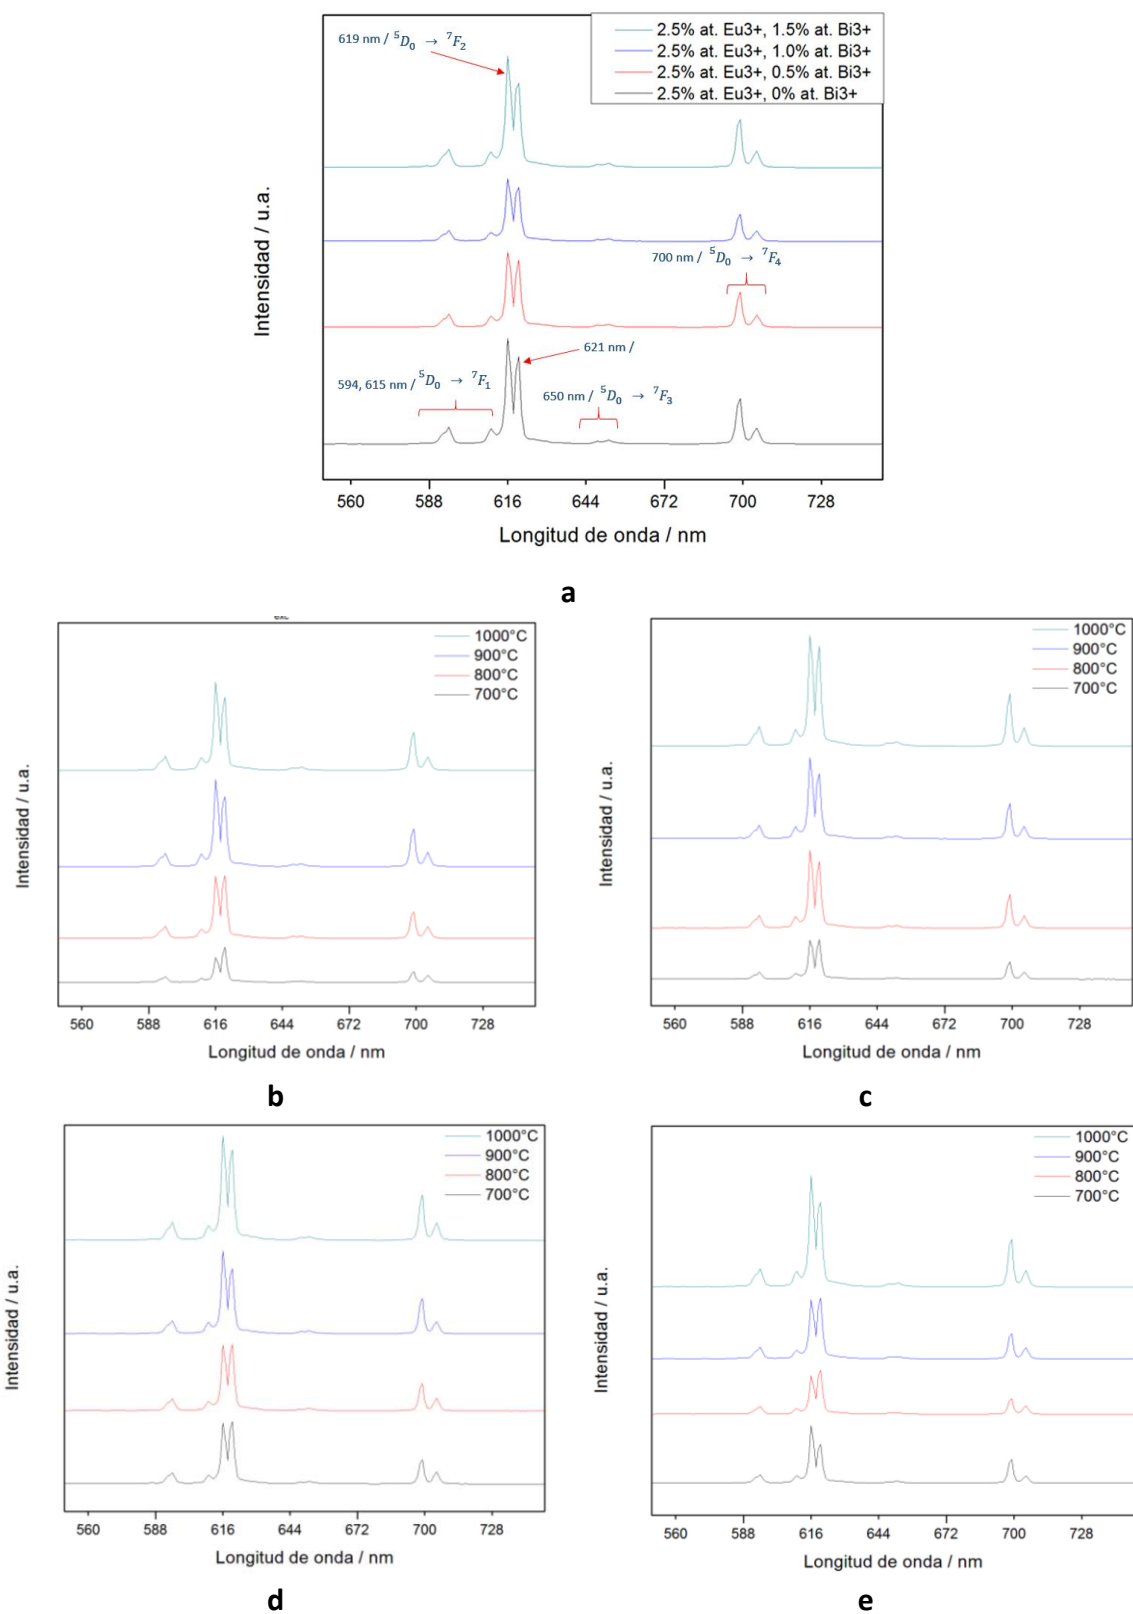 619 nm / ⁵D₀ → ⁷F₂
2.5% at. Eu3+, 1.5% at. Bi3+
2.5% at. Eu3+, 1.0% at. Bi3+
2.5% at. Eu3+, 0.5% at. Bi3+
2.5% at. Eu3+, 0% at. Bi3+
Intensidad / u.a.
700 nm / ⁵D₀ → ⁷F₄
621 nm /
594, 615 nm / ⁵D₀ → ⁷F₁
650 nm / ⁵D₀ → ⁷F₃
560 588 616 644 672 700 728
Longitud de onda / nm
a
1000°C
900°C
800°C
700°C
Intensidad / u.a.
560 588 616 644 672 700 728
Longitud de onda / nm
b
1000°C
900°C
800°C
700°C
Intensidad / u.a.
560 588 616 644 672 700 728
Longitud de onda / nm
c
1000°C
900°C
800°C
700°C
Intensidad / u.a.
560 588 616 644 672 700 728
Longitud de onda / nm
d
1000°C
900°C
800°C
700°C
Intensidad / u.a.
560 588 616 644 672 700 728
Longitud de onda / nm
e